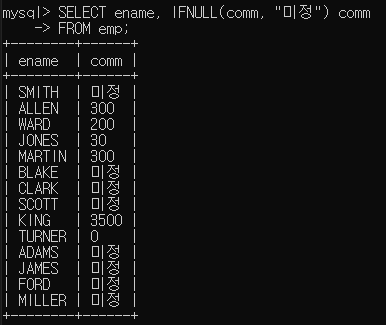 mysql> SELECT ename, IFNULL(comm, "미정") comm
    -> FROM emp;
+--------+------+
| ename  | comm |
+--------+------+
| SMITH  | 미정 |
| ALLEN  | 300  |
| WARD   | 200  |
| JONES  | 30   |
| MARTIN | 300  |
| BLAKE  | 미정 |
| CLARK  | 미정 |
| SCOTT  | 미정 |
| KING   | 3500 |
| TURNER | 0    |
| ADAMS  | 미정 |
| JAMES  | 미정 |
| FORD   | 미정 |
| MILLER | 미정 |
+--------+------+